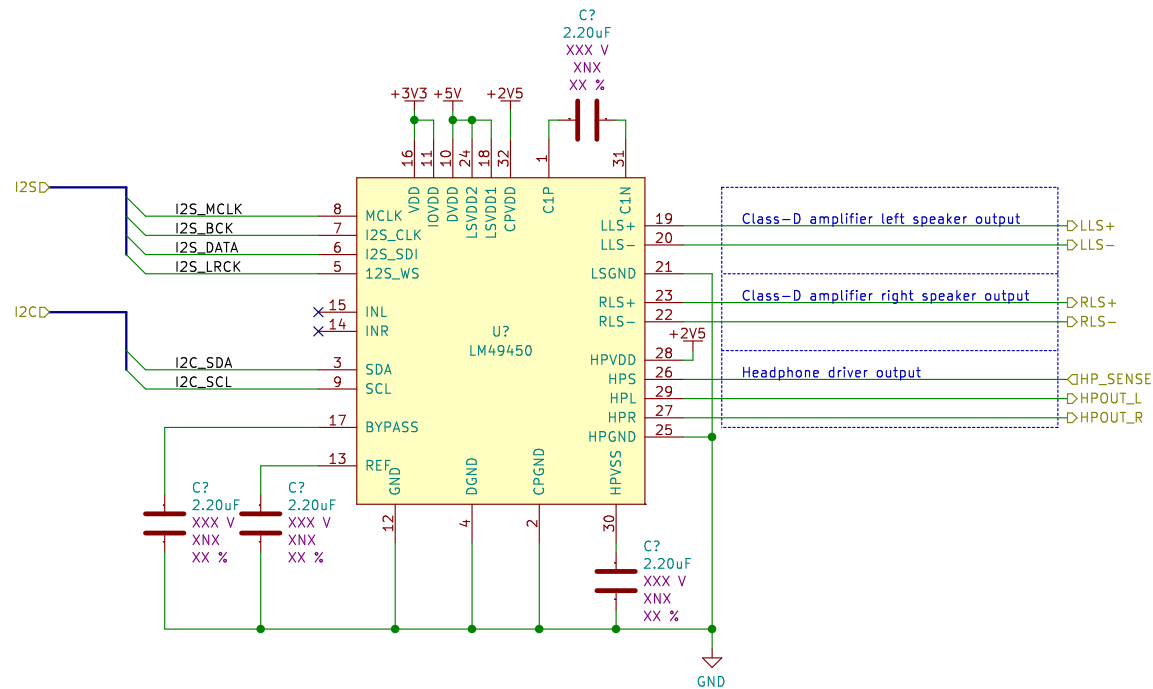 C?
2.20uF
XXX V
XNX
XX %
+3V3
+5V
+2V5
16
11
10
24
18
32
1
31
VDD
IOVDD
DVDD
LSVDD2
LSVDD1
CPVDD
C1P
C1N
I2S
I2S_MCLK
8
MCLK
I2S_BCK
7
I2S_CLK
I2S_DATA
6
I2S_SDI
I2S_LRCK
5
12S_WS
15
INL
14
INR
I2C
I2C_SDA
3
SDA
I2C_SCL
9
SCL
17
BYPASS
13
REF
U?
LM49450
LLS+
19
Class-D amplifier left speaker output
LLS+
LLS-
20
LLS-
LSGND
21
RLS+
23
Class-D amplifier right speaker output
RLS+
RLS-
22
RLS-
+2V5
HPVDD
28
HPS
26
Headphone driver output
HP_SENSE
HPL
29
HPOUT_L
HPR
27
HPOUT_R
HPGND
25
GND
DGND
CPGND
HPVSS
12
4
2
30
C?
2.20uF
XXX V
XNX
XX %
C?
2.20uF
XXX V
XNX
XX %
C?
2.20uF
XXX V
XNX
XX %
GND